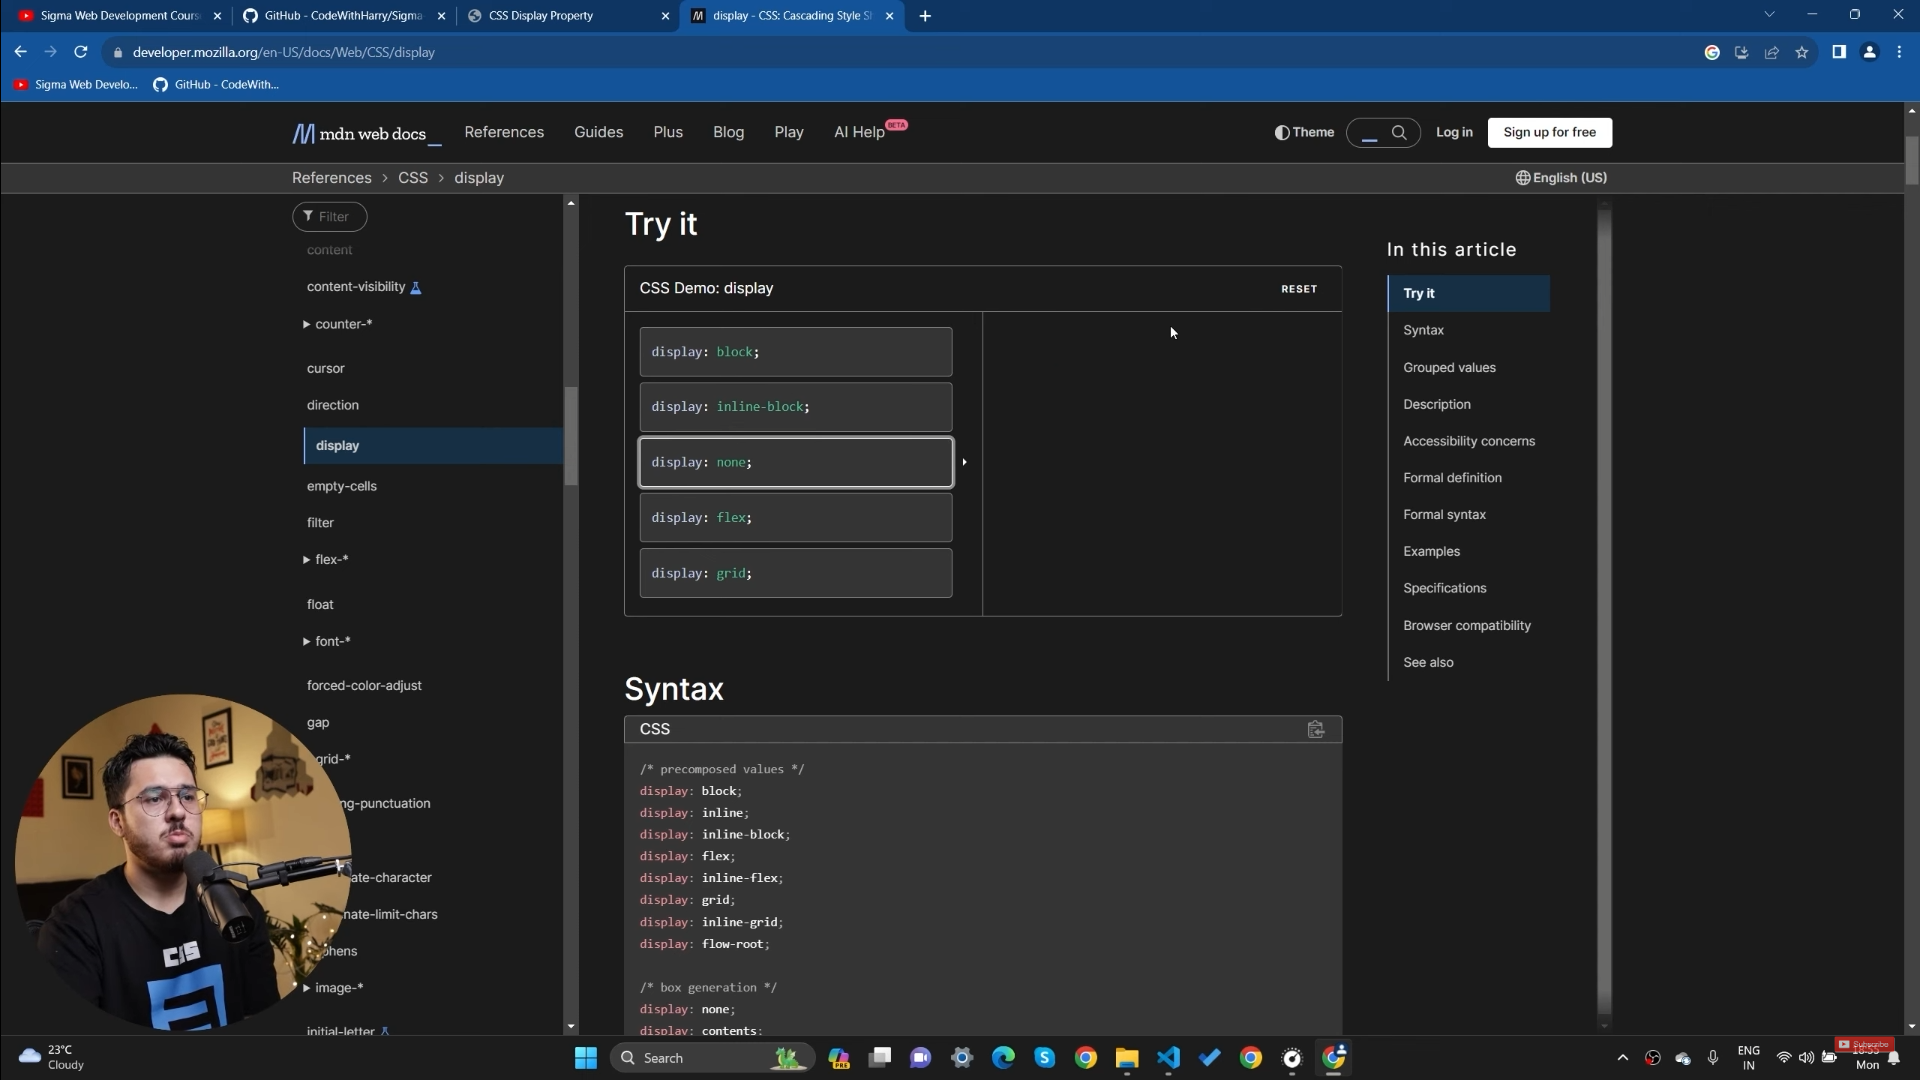 Sigma Web Development Cours
GitHub - CodeWithHarry/Sigma
CSS Display Property
display - CSS: Cascading Style S
developer.mozilla.org/en-US/docs/Web/CSS/display
Sigma Web Develo...
GitHub - CodeWith...
mdn web docs_
References
Guides
Plus
Blog
Play
AI Help BETA
Theme
Log in
Sign up for free
References > CSS > display
English (US)
Filter
content
content-visibility
counter-*
cursor
direction
display
empty-cells
filter
flex-*
float
font-*
forced-color-adjust
gap
grid-*
ng-punctuation
ate-character
nate-limit-chars
phens
image-*
initial-letter
Try it
CSS Demo: display
RESET
display: block;
display: inline-block;
display: none;
display: flex;
display: grid;
Syntax
CSS
/* precomposed values */
display: block;
display: inline;
display: inline-block;
display: flex;
display: inline-flex;
display: grid;
display: inline-grid;
display: flow-root;
/* box generation */
display: none;
display: contents;
In this article
Try it
Syntax
Grouped values
Description
Accessibility concerns
Formal definition
Formal syntax
Examples
Specifications
Browser compatibility
See also
23°C
Cloudy
Search
PRE
ENG
IN
Subscribe
Mon